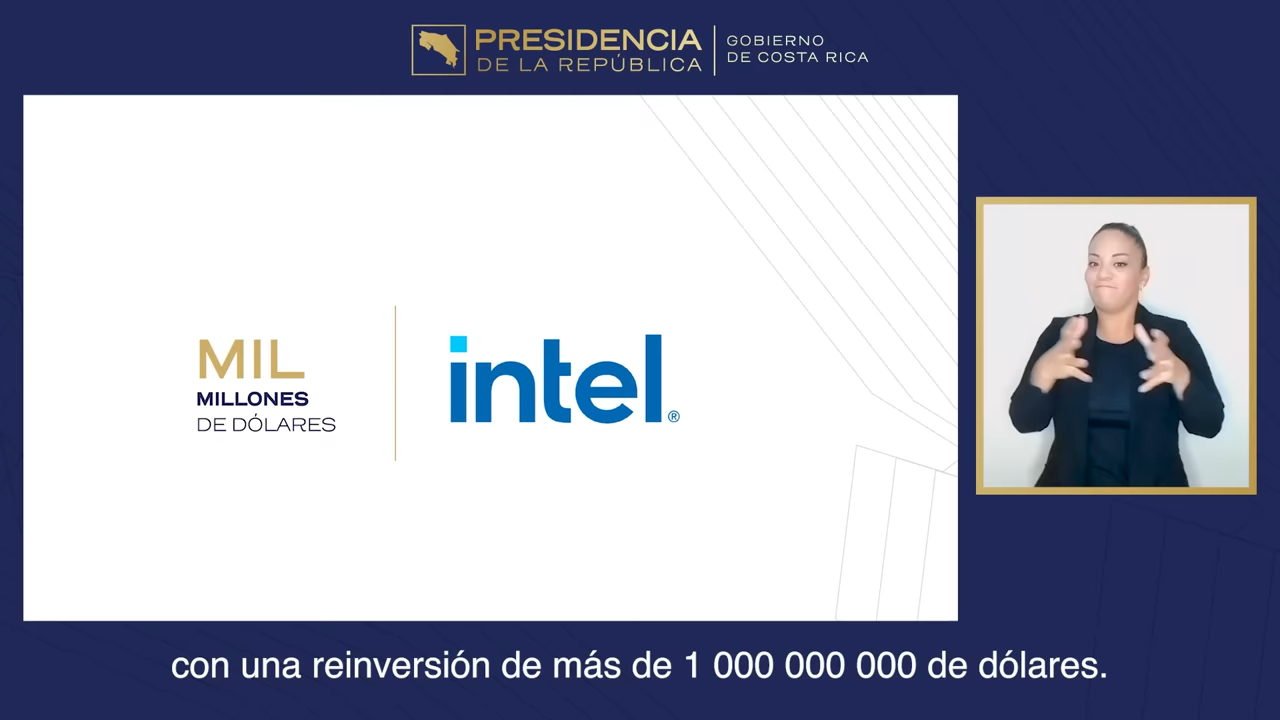 PRESIDENCIA
DE LA REPÚBLICA
GOBIERNO
DE COSTA RICA
MIL
MILLONES
DE DÓLARES
intel®
con una reinversión de más de 1 000 000 000 de dólares.